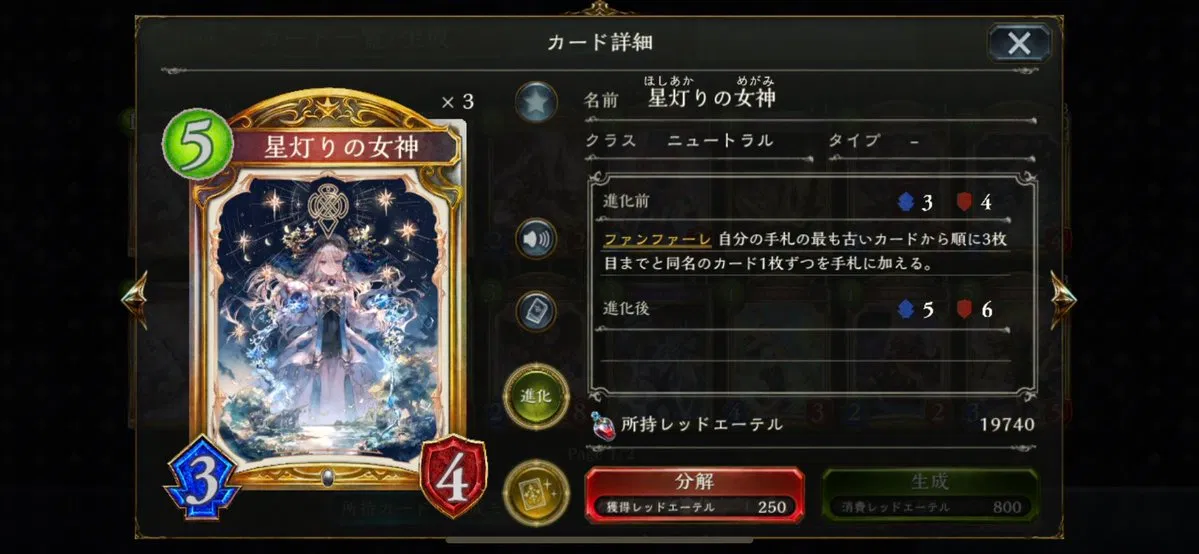 カード詳細
× 3
5
星灯りの女神
3
4
ほしあか めがみ
名前 星灯りの女神
クラス ニュートラル タイプ -
進化前 3 4
ファンファーレ 自分の手札の最も古いカードから順に3枚
目までと同名のカード1枚ずつを手札に加える。
進化後 5 6
進化
所持レッドエーテル 19740
分解
獲得レッドエーテル 250
生成
消費レッドエーテル 800